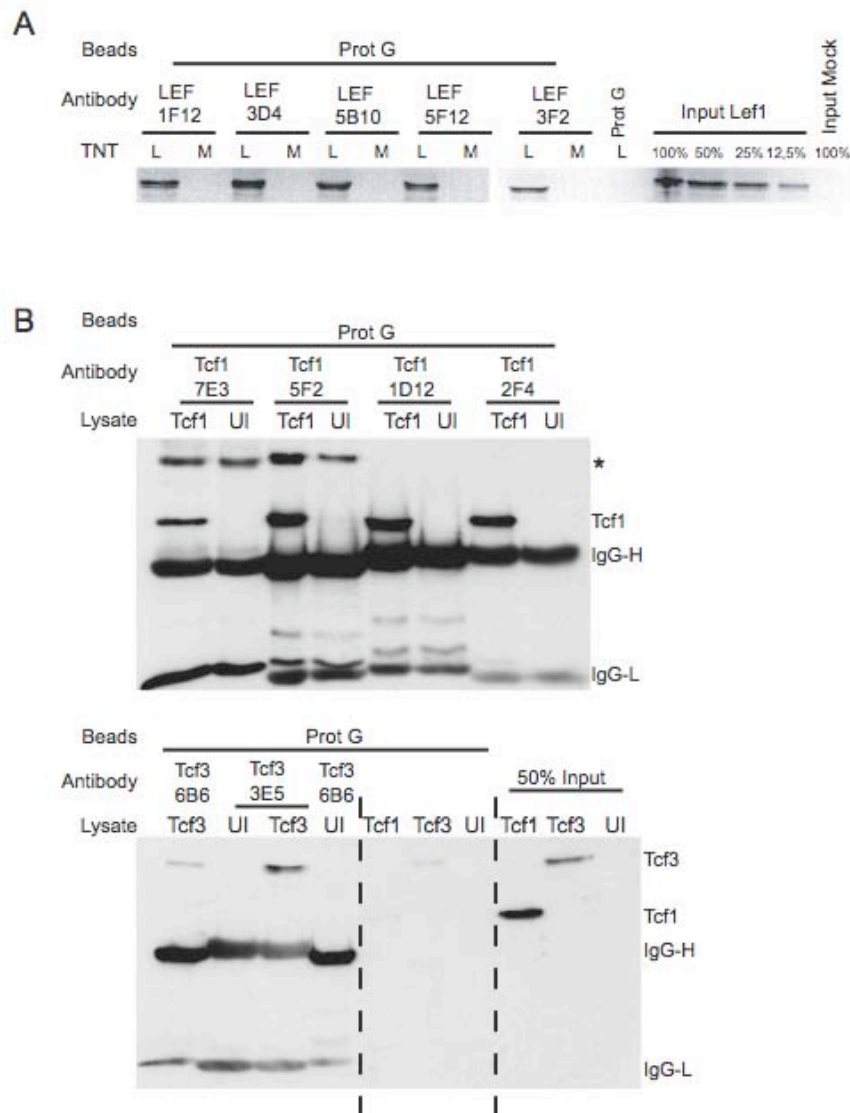 A
Beads Prot G
Antibody LEF LEF LEF LEF LEF Prot G Input Lef1 Input Mock
1F12 3D4 5B10 5F12 3F2
TNT L M L M L M L M L M L 100% 50% 25% 12,5% 100%
B
Beads Prot G
Antibody Tcf1 Tcf1 Tcf1 Tcf1
7E3 5F2 1D12 2F4
Lysate Tcf1 UI Tcf1 UI Tcf1 UI Tcf1 UI
*
Tcf1
IgG-H
IgG-L
Beads Prot G
Antibody Tcf3 Tcf3 Tcf3 50% Input
6B6 3E5 6B6
Lysate Tcf3 UI Tcf3 UI Tcf1 Tcf3 UI Tcf1 Tcf3 UI
Tcf3
Tcf1
IgG-H
IgG-L